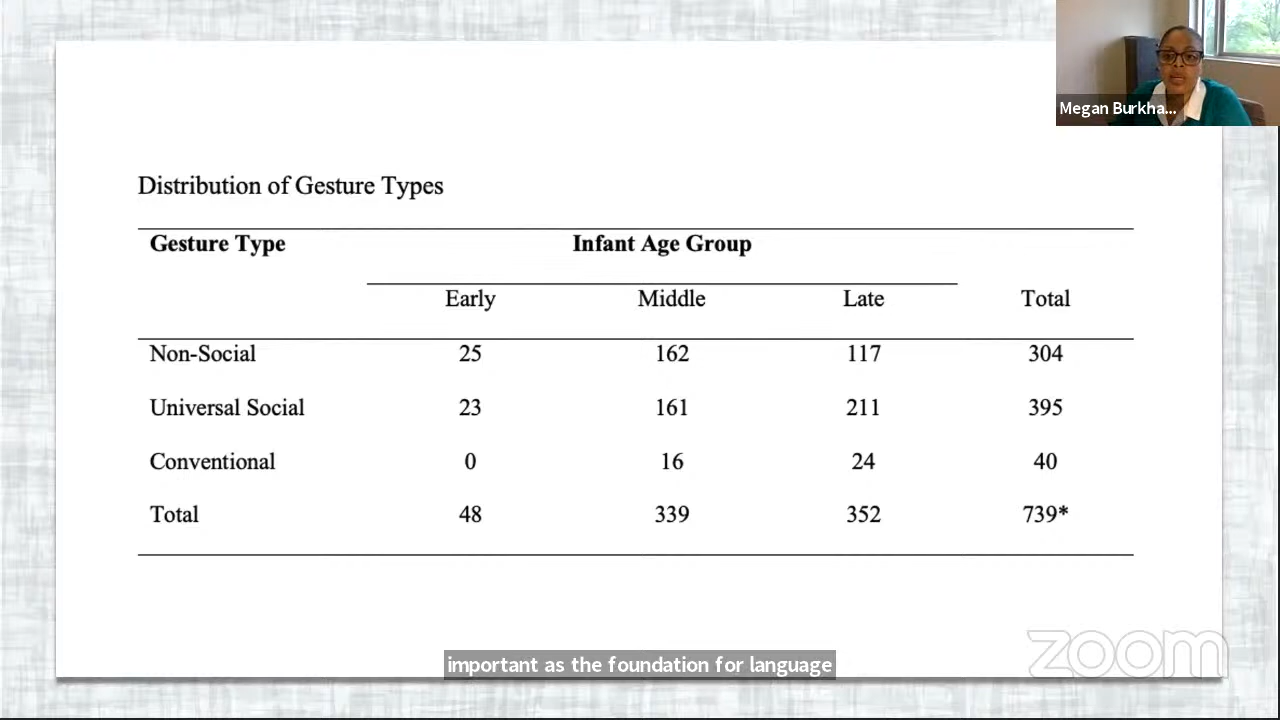 Megan Burkha...
Distribution of Gesture Types
Gesture Type Infant Age Group
Early Middle Late Total
Non-Social 25 162 117 304
Universal Social 23 161 211 395
Conventional 0 16 24 40
Total 48 339 352 739*
zoom
important as the foundation for language